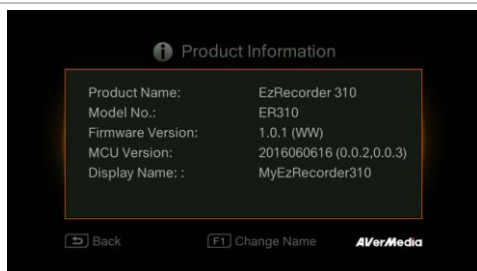 Product Information
Product Name: EzRecorder 310
Model No.: ER310
Firmware Version: 1.0.1 (WW)
MCU Version: 2016060616 (0.0.2,0.0.3)
Display Name: : MyEzRecorder310
Back F1 Change Name AVerMedia